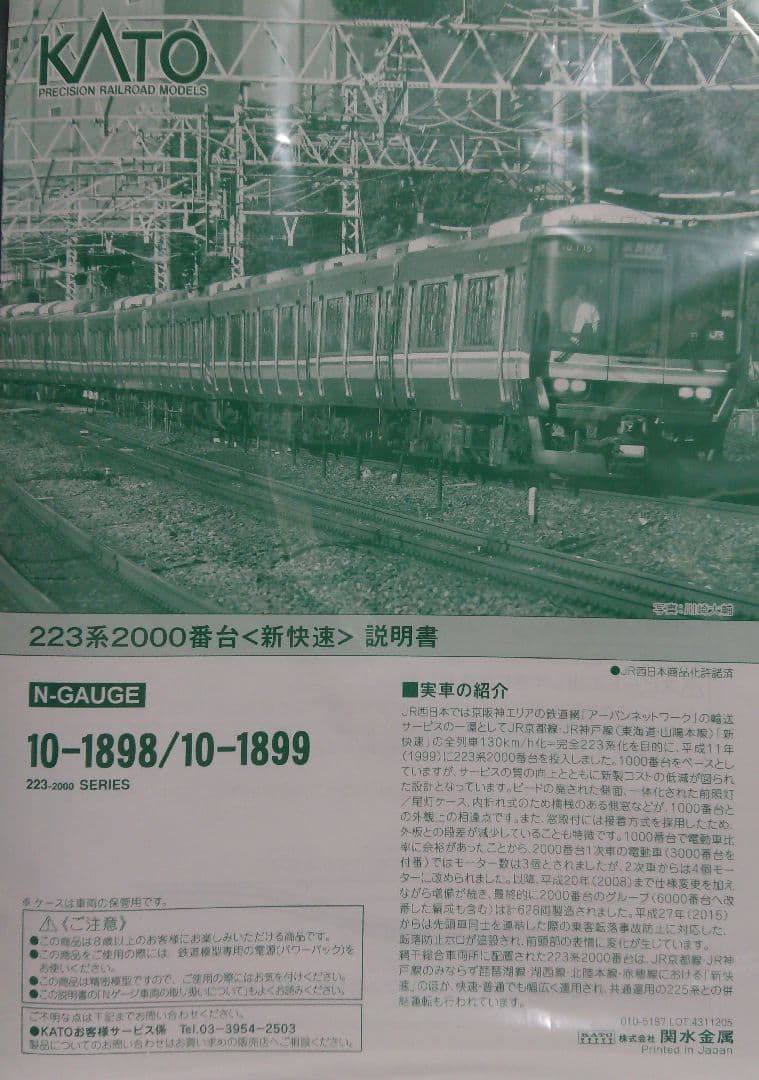 KATO
PRECISION RAILROAD MODELS
写真:川崎大輔
223系2000番台<新快速> 説明書
●JR西日本商品化許諾済
N-GAUGE
10-1898/10-1899
223-2000 SERIES
■実車の紹介
JR西日本では京阪神エリアの鉄道網「アーバンネットワーク」の輸送
サービスの一環としてJR京都線・JR神戸線(東海道・山陽本線)「新
快速」の全列車130km/h化=完全223系化を目的に、平成11年
(1999)に223系2000番台を投入しました。1000番台をベースとし
ていますが、サービスの質の向上とともに新製コストの低減が図られ
た設計となっています。ビードの廃された側面、一体化された前照灯
/尾灯ケース、内折れ式のため横桟のある側窓などが、1000番台と
の外観上の相違点です。また、窓取付には接着方式を採用したため、
外板との段差が減少していることも特徴です。1000番台で電動車比
率に余裕があったことから、2000番台1次車の電動車(3000番台を
付番)ではモーター数は3個とされましたが、2次車からは4個モー
ターに改められました。以降、平成20年(2008)まで仕様変更を加え
ながら増備が続き、最終的に2000番台のグループ(6000番台へ改
番した編成も含む)は計628両製造されました。平成27年(2015)
からは先頭車同士を連結した際の乗客転落事故防止に対応した、
転落防止ホロが追設され、前頭部の表情に変化が生じています。
網干総合車両所に配置された223系2000番台は、JR京都線・JR神
戸線のみならず琵琶湖線・湖西線・北陸本線・赤穂線における「新快
速」のほか、快速・普通でも幅広く運用され、共通運用の225系との併
結運転も行われています。
※ケースは車両の保管用です。
⚠《ご注意》
●この商品は8歳以上のお客様にお楽しみいただける商品です。
●この商品をご使用の際には、鉄道模型専用の電源(パワーパック)を
お使いください。
●この商品は精密模型ですので、ご使用の際にはお気を付けください。
●この説明書の「Nゲージ車両の取り扱いについて」もよくお読みください。
ご不明な点は下記までお問い合わせください。
●KATOお客様サービス係 Tel.03-3954-2503
製品についてのお問い合わせはお買い求めの販売店へご相談ください。
010-5187 LOT:4311205
KATO 株式会社 関水金属
Printed in Japan